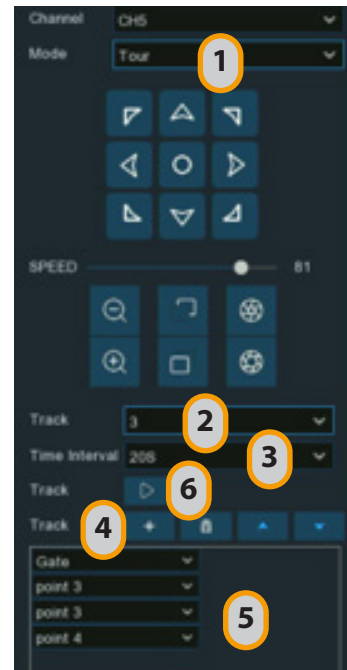 Channel CH5
Mode Tour
1
SPEED 81
Track 3
2
Time Interval 20S
3
Track
6
Track
4
Gate
point 3
point 3
point 4
5